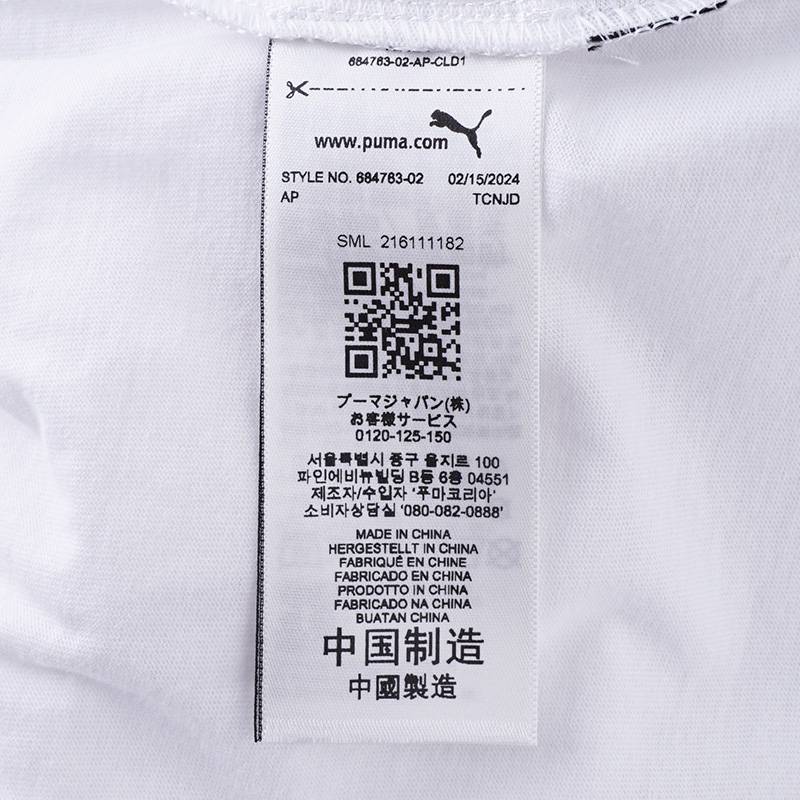 684763-02-AP-CLD1
www.puma.com
STYLE NO. 684763-02 02/15/2024
AP TCNJD
SML 216111182
プーマジャパン(株)
お客様サービス
0120-125-150
서울특별시 중구 을지로 100
파인에비뉴빌딩 B동 6층 04551
제조자/수입자 '푸마코리아'
소비자상담실 '080-082-0888'
MADE IN CHINA
HERGESTELLT IN CHINA
FABRIQUÉ EN CHINE
FABRICADO EN CHINA
PRODOTTO IN CHINA
FABRICADO NA CHINA
BUATAN CHINA
中国制造
中國製造